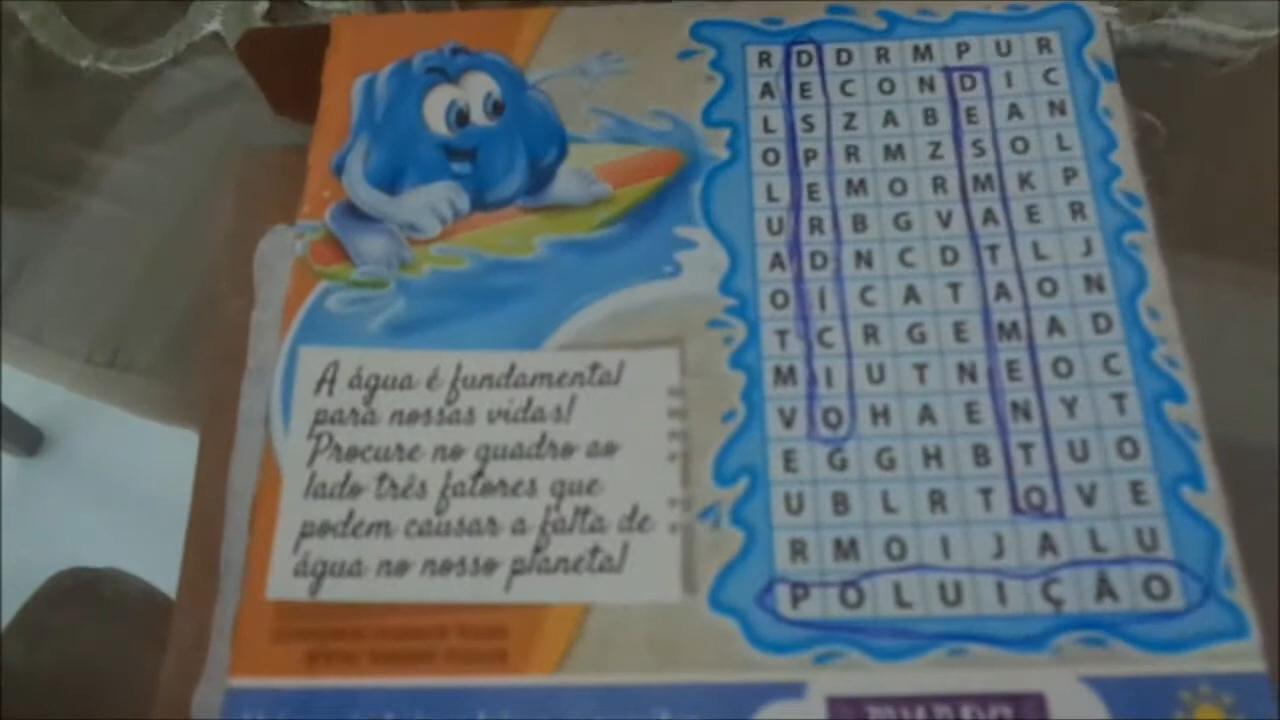 A água é fundamental
para nossas vidas!
Procure no quadro ao
lado três fatores que
podem causar a falta de
água no nosso planeta!
R D D R M P U R
A E C O N D I C
L S Z A B E A N
O P R M Z S O L
L E M O R M K P
U R B G V A E R
A D N C D T L J
O I C A T A O N
T C R G E M A D
M I U T N E O C
V O H A E N Y T
E G G H B T U O
U B L R T O V E
R M O I J A L U
P O L U I Ç Ã O